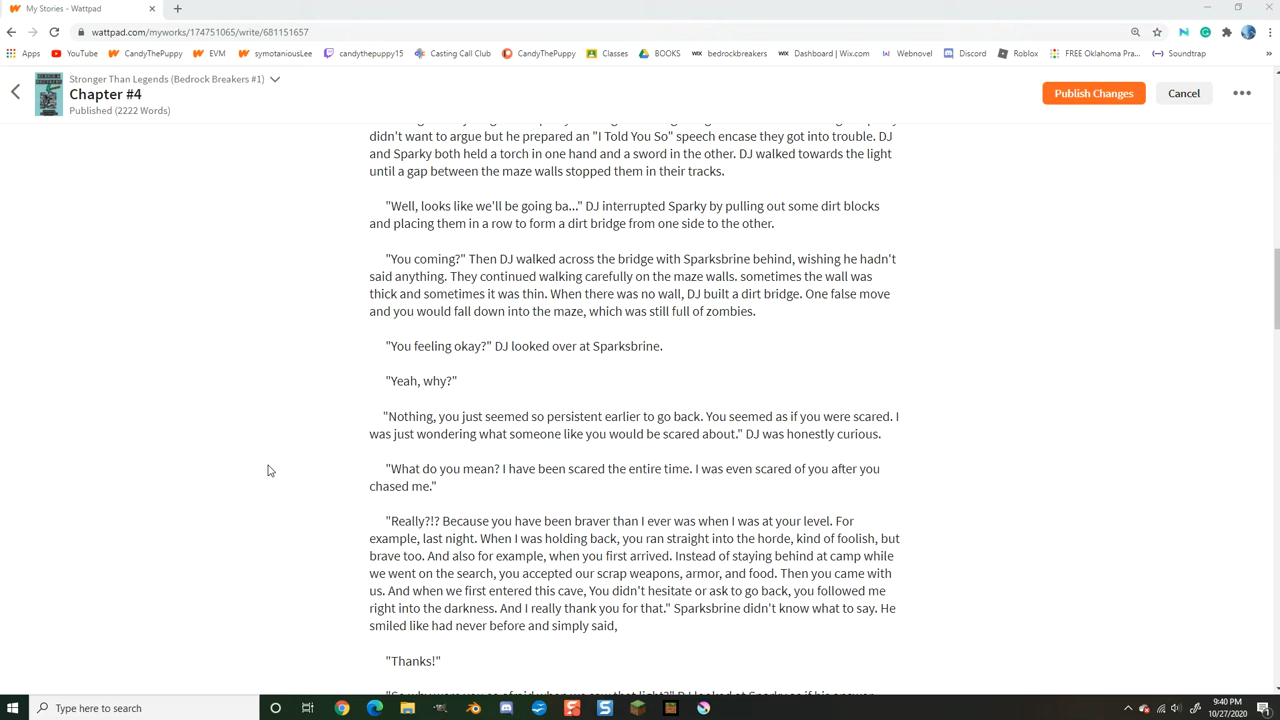 My Stories - Wattpad
wattpad.com/myworks/174751065/write/681151657
Apps YouTube CandyThePuppy EVM symotaniousLee candythepuppy15 Casting Call Club CandyThePuppy Classes BOOKS bedrockbreakers Dashboard | Wix.com Webnovel Discord Roblox FREE Oklahoma Pra... Soundtrap
Stronger Than Legends (Bedrock Breakers #1)
Chapter #4
Published (2222 Words)
Publish Changes
Cancel
didn't want to argue but he prepared an "I Told You So" speech encase they got into trouble. DJ
and Sparky both held a torch in one hand and a sword in the other. DJ walked towards the light
until a gap between the maze walls stopped them in their tracks.
"Well, looks like we'll be going ba..." DJ interrupted Sparky by pulling out some dirt blocks
and placing them in a row to form a dirt bridge from one side to the other.
"You coming?" Then DJ walked across the bridge with Sparksbrine behind, wishing he hadn't
said anything. They continued walking carefully on the maze walls. sometimes the wall was
thick and sometimes it was thin. When there was no wall, DJ built a dirt bridge. One false move
and you would fall down into the maze, which was still full of zombies.
"You feeling okay?" DJ looked over at Sparksbrine.
"Yeah, why?"
"Nothing, you just seemed so persistent earlier to go back. You seemed as if you were scared. I
was just wondering what someone like you would be scared about." DJ was honestly curious.
"What do you mean? I have been scared the entire time. I was even scared of you after you
chased me."
"Really?!? Because you have been braver than I ever was when I was at your level. For
example, last night. When I was holding back, you ran straight into the horde, kind of foolish, but
brave too. And also for example, when you first arrived. Instead of staying behind at camp while
we went on the search, you accepted our scrap weapons, armor, and food. Then you came with
us. And when we first entered this cave, You didn't hesitate or ask to go back, you followed me
right into the darkness. And I really thank you for that." Sparksbrine didn't know what to say. He
smiled like had never before and simply said,
"Thanks!"
Type here to search
9:40 PM
10/27/2020